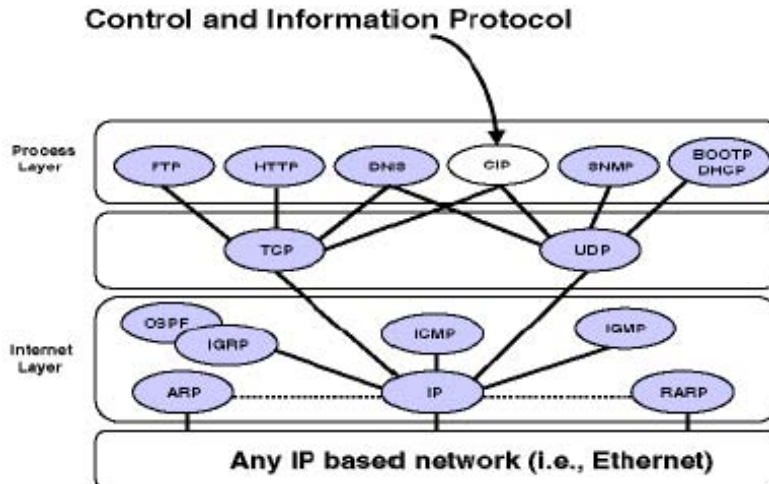 Control and Information Protocol
Process
Layer
FTP
HTTP
DNS
CIP
SNMP
BOOTP
DHCP
TCP
UDP
OSPF
IGRP
ICMP
IGMP
Internet
Layer
ARP
IP
RARP
Any IP based network (i.e., Ethernet)